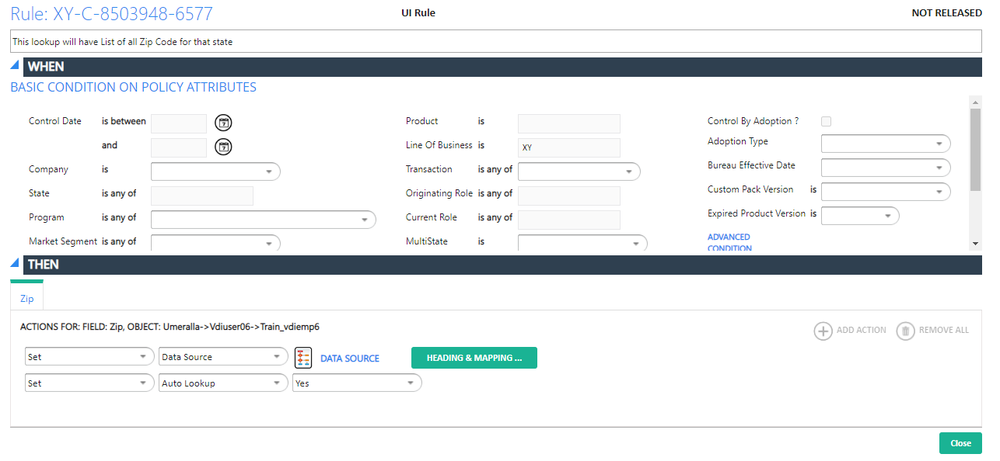 Rule: XY-C-8503948-6577
UI Rule
NOT RELEASED
This lookup will have List of all Zip Code for that state
WHEN
BASIC CONDITION ON POLICY ATTRIBUTES
Control Date is between
7
Product is
Control By Adoption ?
and
7
Line Of Business is XY
Adoption Type
Company is
Transaction is any of
Bureau Effective Date
State is any of
Originating Role is any of
Custom Pack Version is
Program is any of
Current Role is any of
Expired Product Version is
Market Segment is any of
MultiState is
ADVANCED
CONDITION
THEN
Zip
ACTIONS FOR: FIELD: Zip, OBJECT: Umeralla->Vdiuser06->Train_vdiemp6
ADD ACTION
REMOVE ALL
Set Data Source DATA SOURCE HEADING & MAPPING ...
Set Auto Lookup Yes
Close